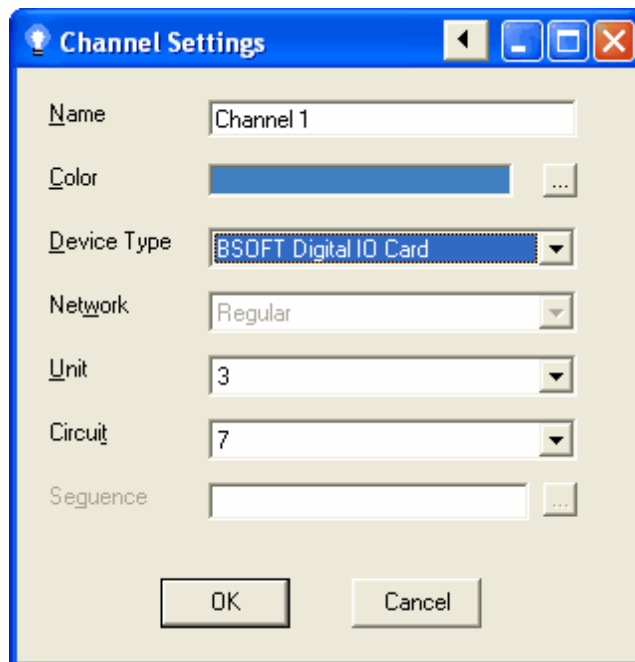 Channel Settings
Name Channel 1
Color ...
Device Type BSOFT Digital IO Card
Network Regular
Unit 3
Circuit 7
Seguence ...
OK Cancel